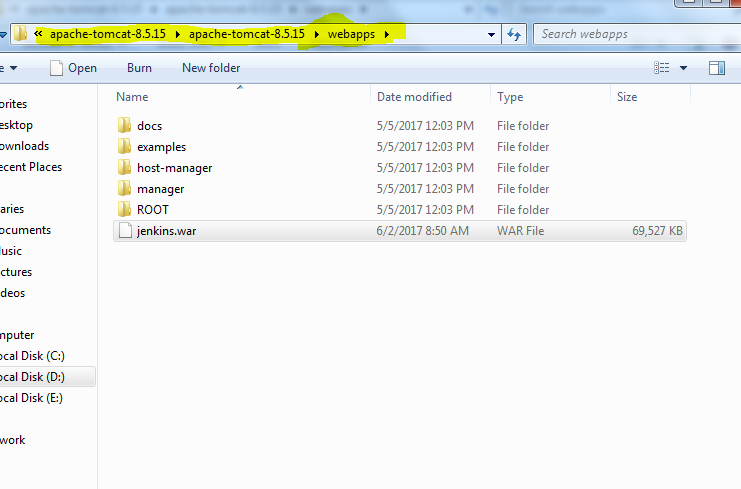 « apache-tomcat-8.5.15 apache-tomcat-8.5.15 webapps Search webapps
e Open Burn New folder
Name Date modified Type Size
docs 5/5/2017 12:03 PM File folder
examples 5/5/2017 12:03 PM File folder
host-manager 5/5/2017 12:03 PM File folder
manager 5/5/2017 12:03 PM File folder
ROOT 5/5/2017 12:03 PM File folder
jenkins.war 6/2/2017 8:50 AM WAR File 69,527 KB
orites
esktop
ownloads
ecent Places
aries
ocuments
usic
ctures
deos
mputer
ocal Disk (C:)
ocal Disk (D:)
ocal Disk (E:)
work